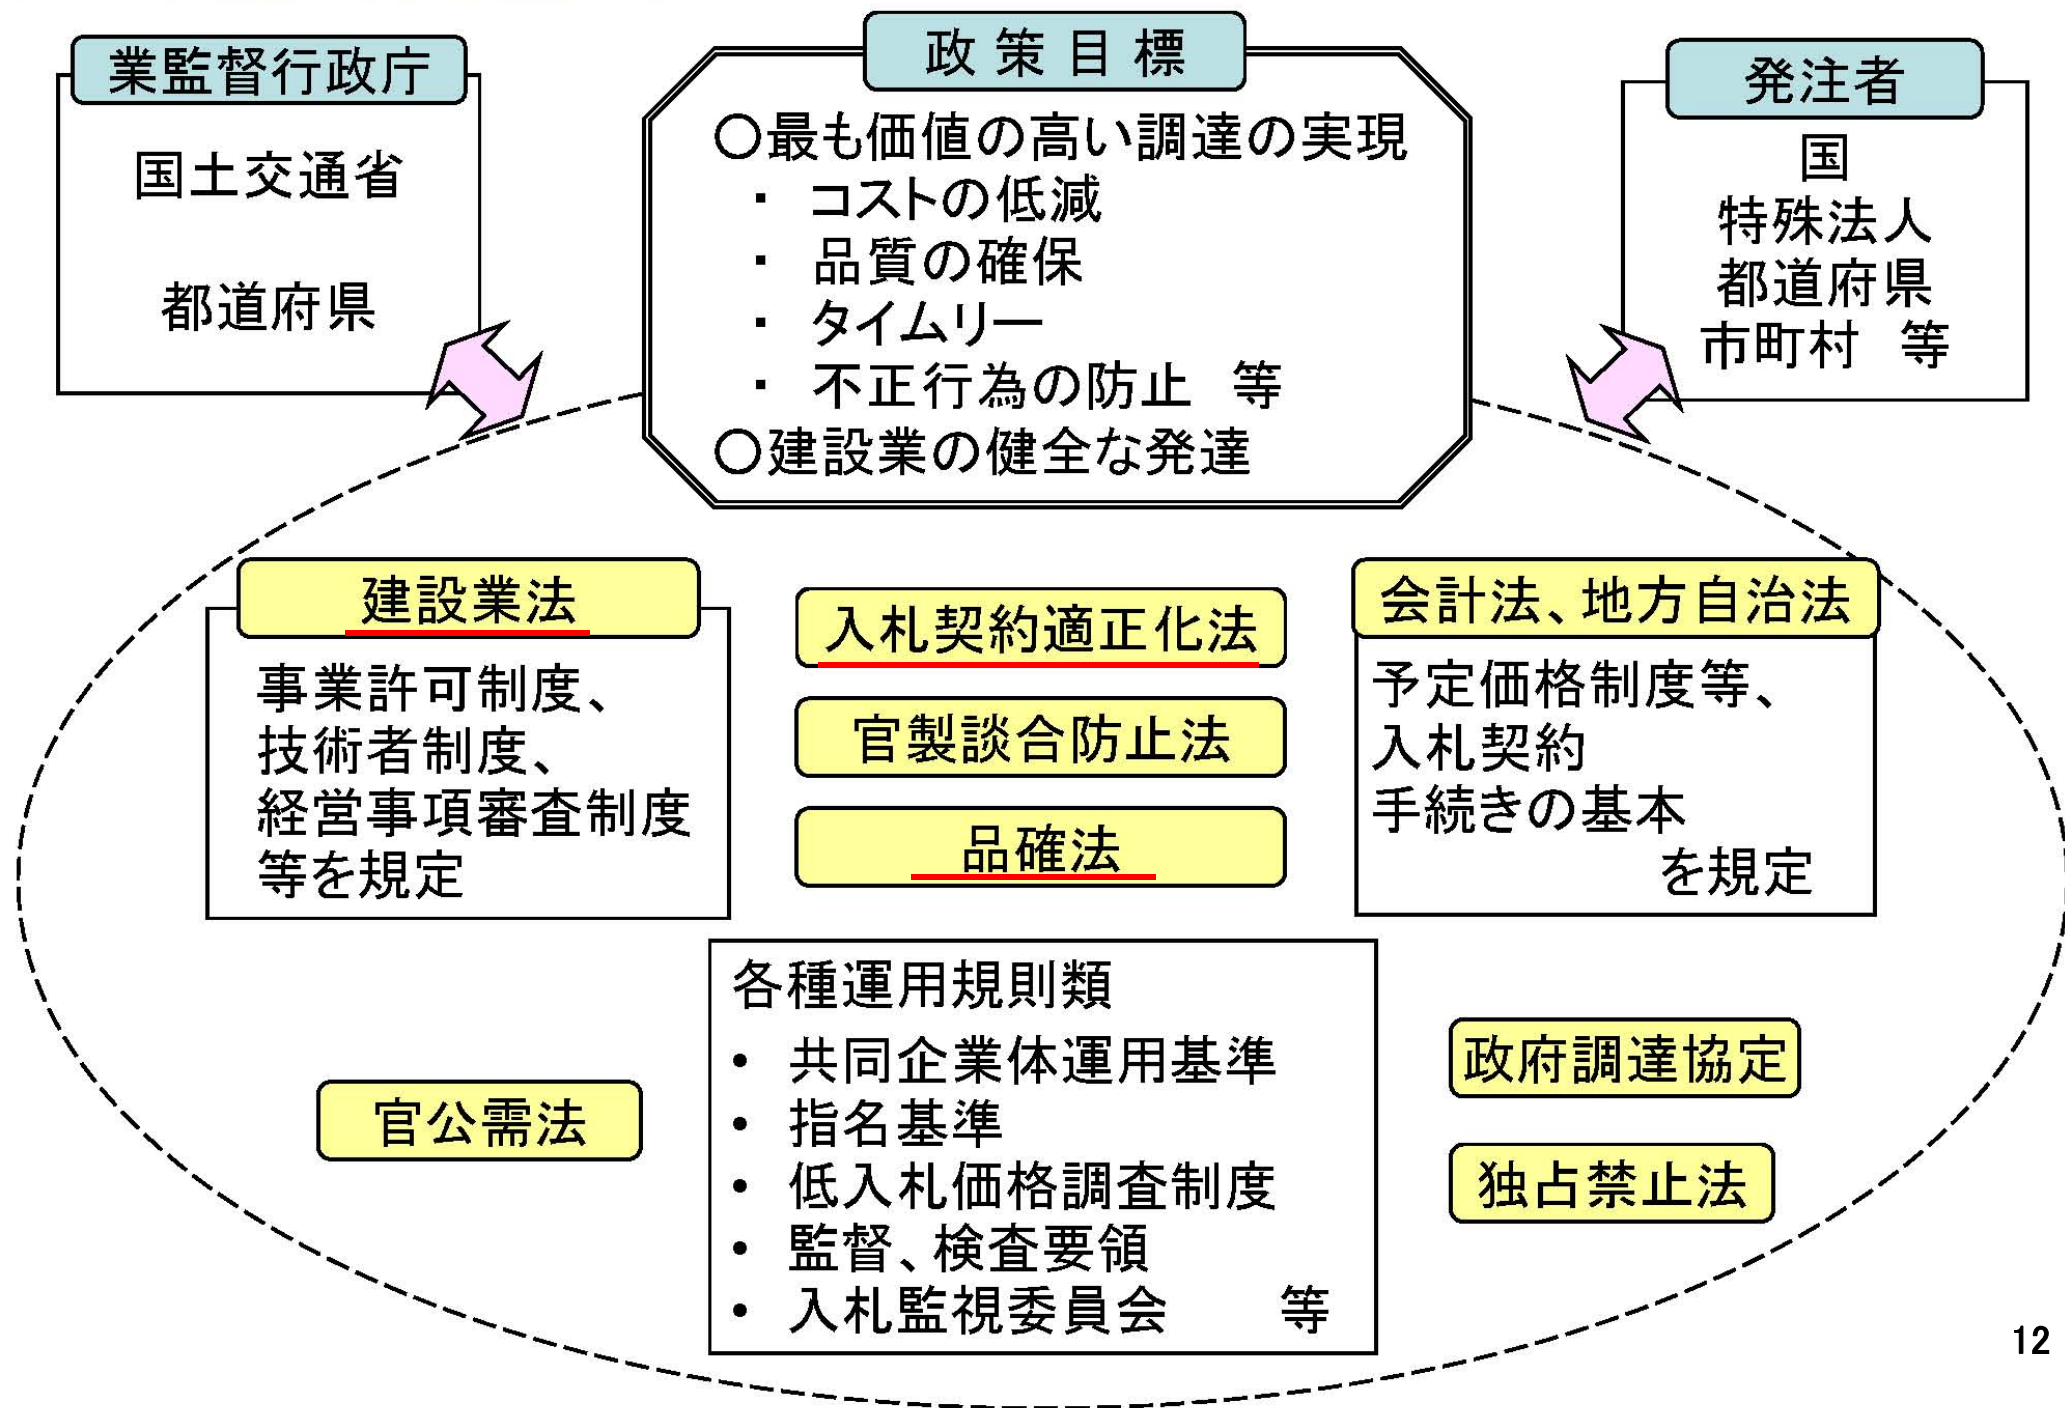 業監督行政庁
国土交通省
都道府県
政策目標
○最も価値の高い調達の実現
・ コストの低減
・ 品質の確保
・ タイムリー
・ 不正行為の防止 等
○建設業の健全な発達
発注者
国
特殊法人
都道府県
市町村 等
建設業法
事業許可制度、
技術者制度、
経営事項審査制度
等を規定
入札契約適正化法
官製談合防止法
品確法
会計法、地方自治法
予定価格制度等、
入札契約
手続きの基本
を規定
各種運用規則類
• 共同企業体運用基準
• 指名基準
• 低入札価格調査制度
• 監督、検査要領
• 入札監視委員会 等
官公需法
政府調達協定
独占禁止法
12